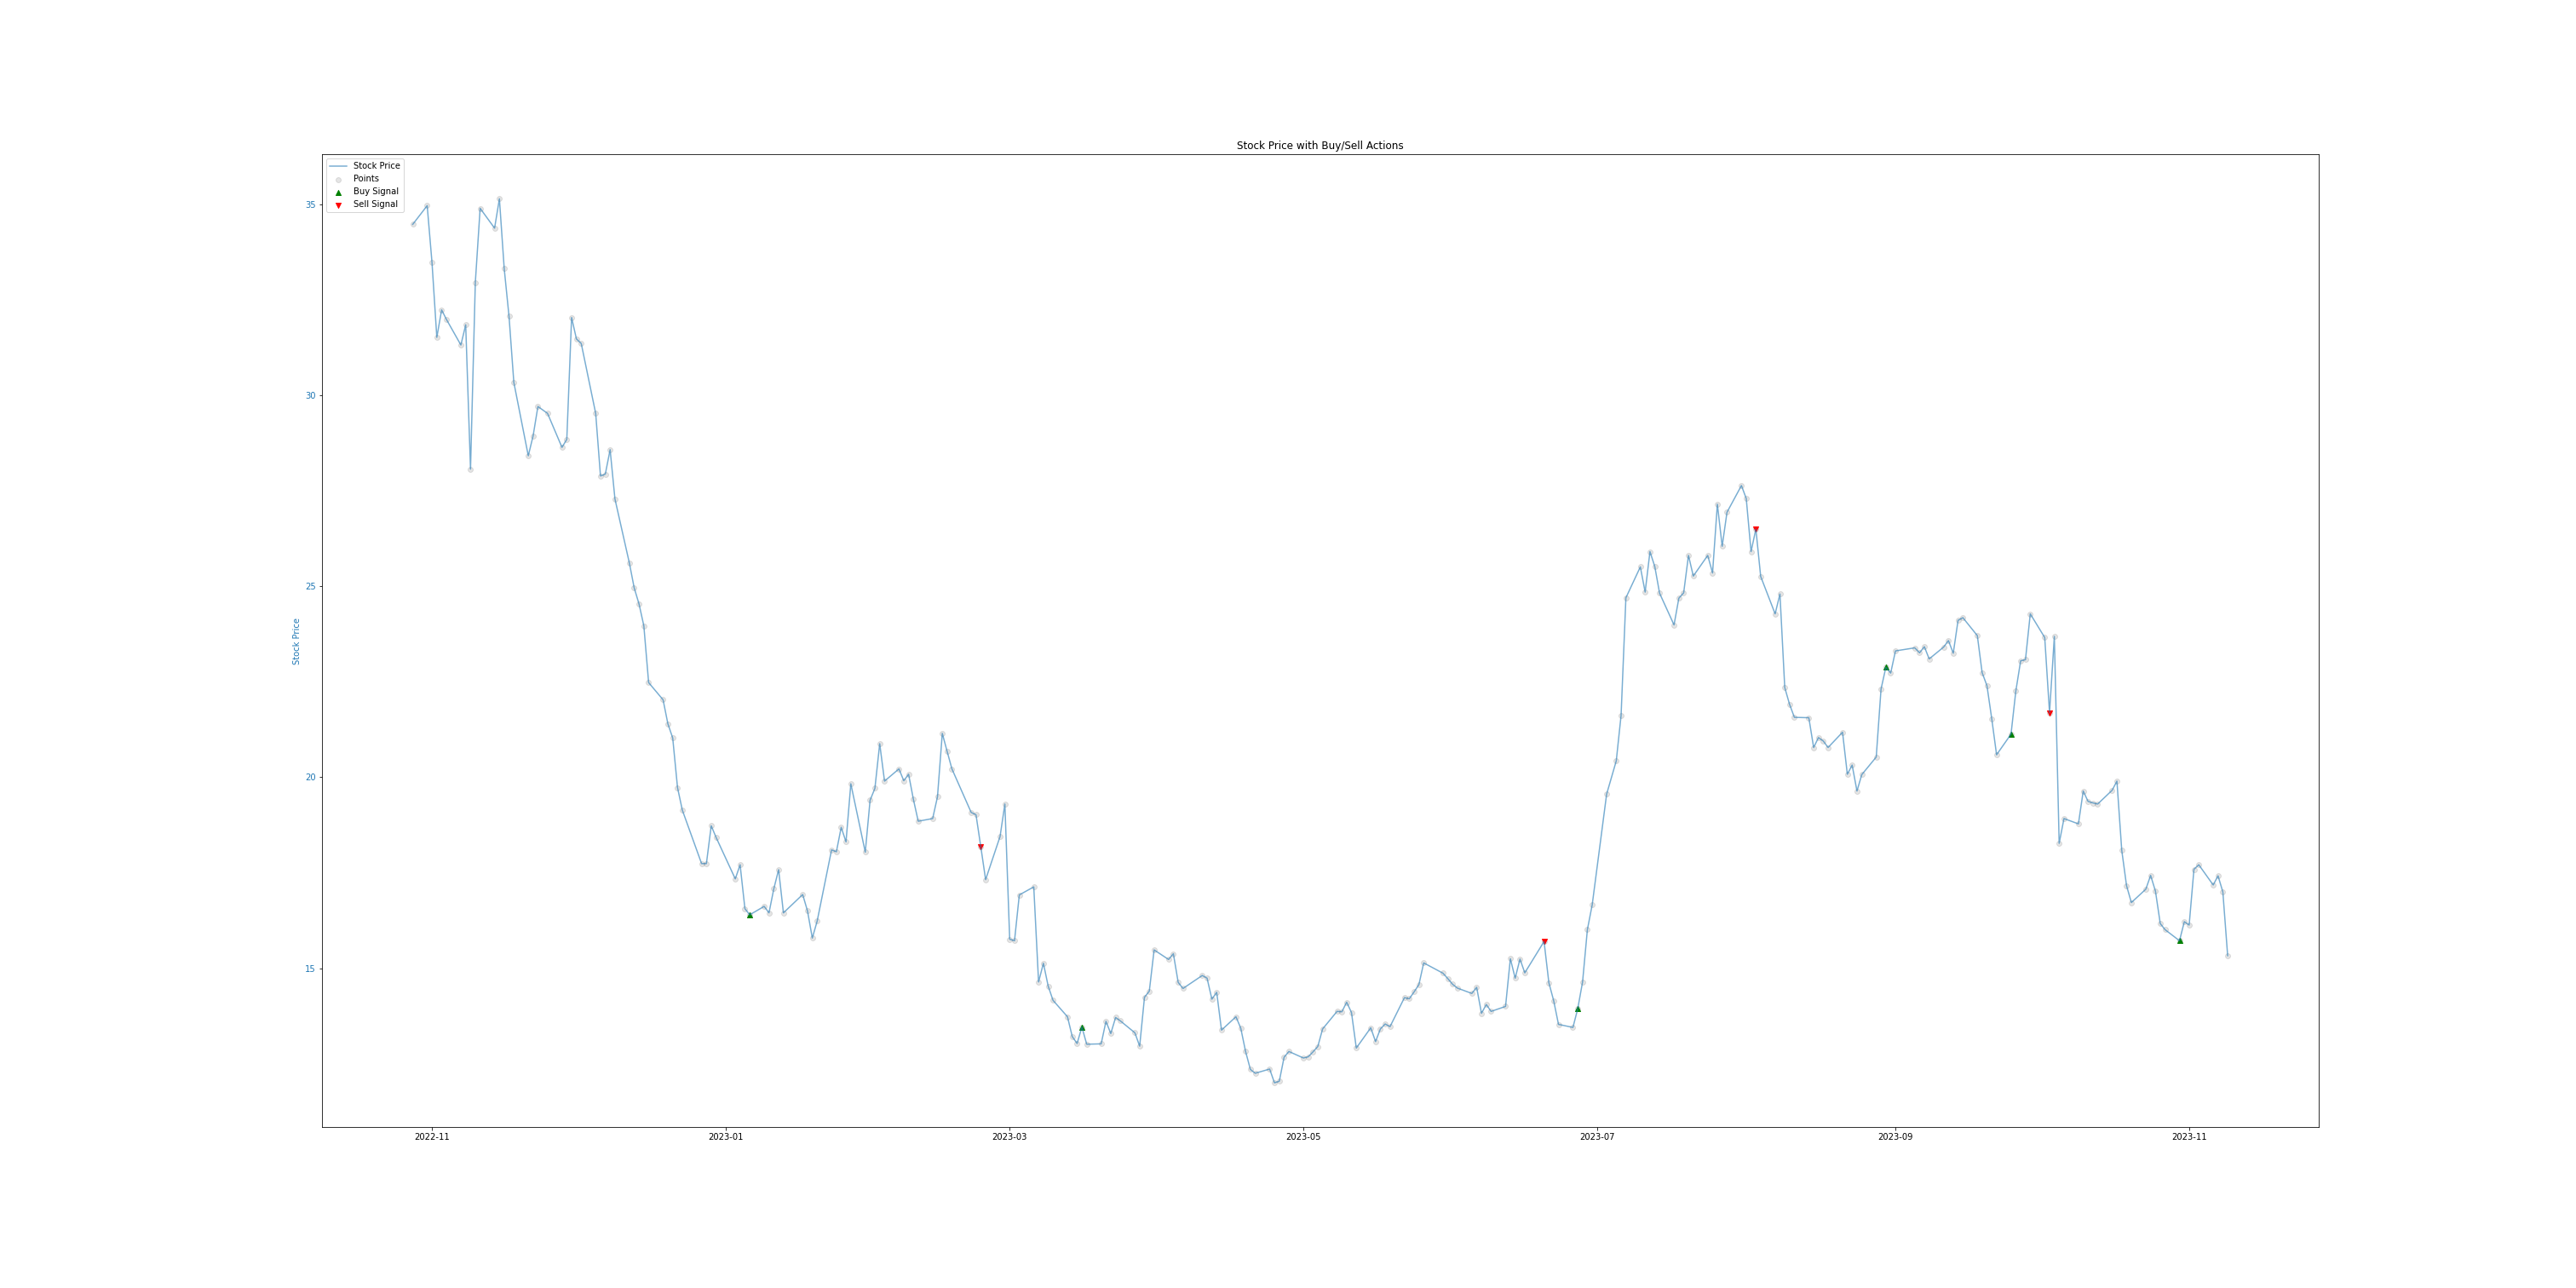 Stock Price with Buy/Sell Actions
Stock Price
Points
Buy Signal
Sell Signal
35
30
25
20
15
Stock Price
2022-11
2023-01
2023-03
2023-05
2023-07
2023-09
2023-11